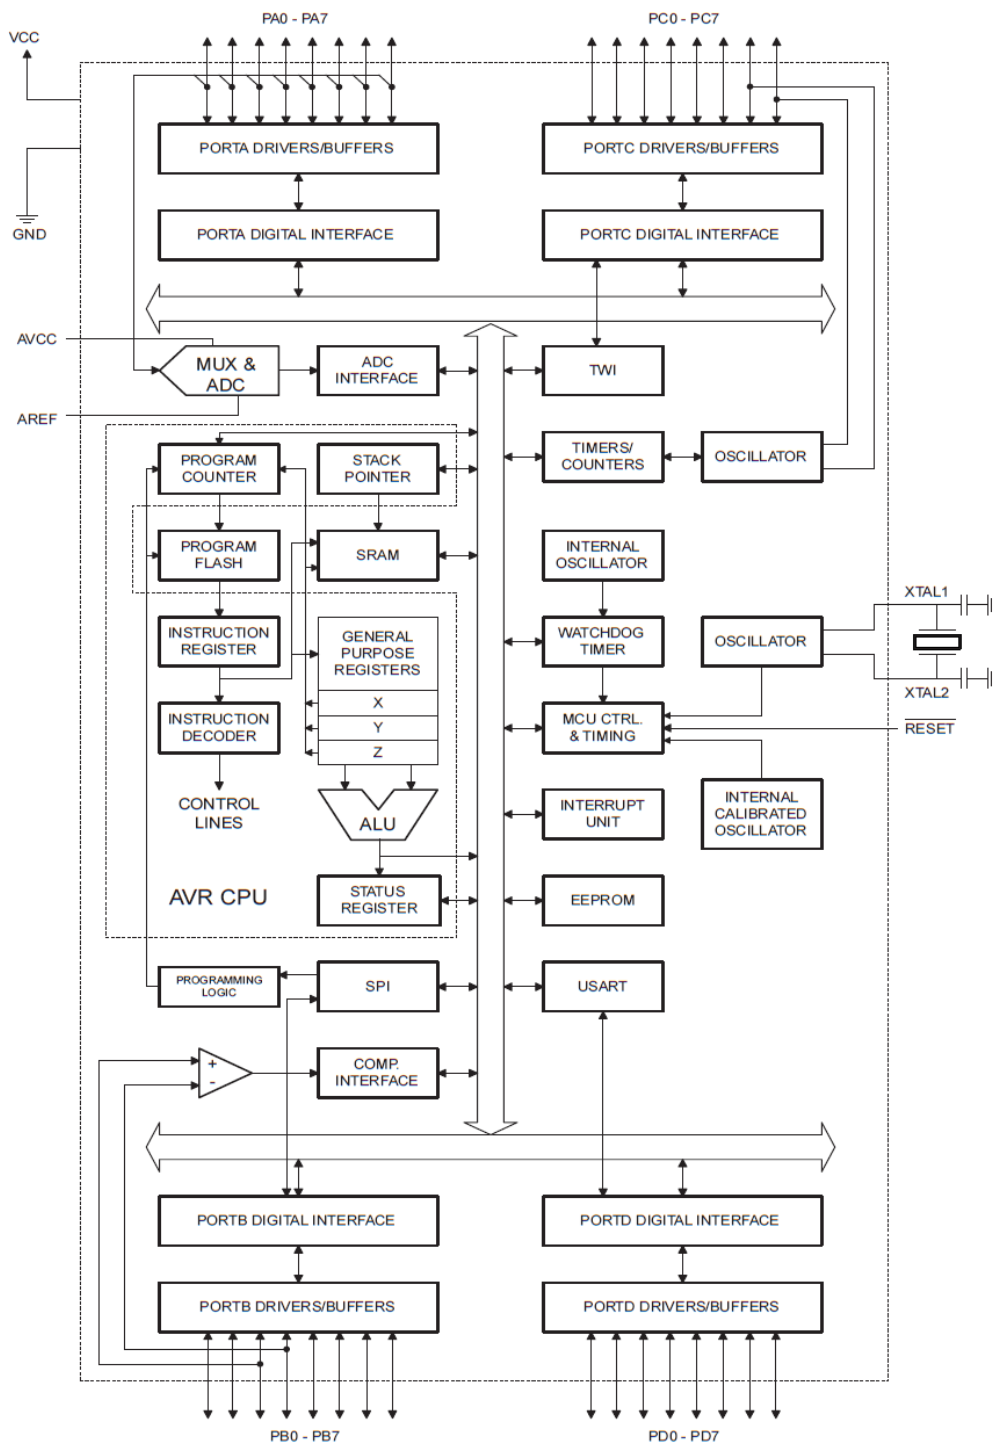 PA0 - PA7
PC0 - PC7
VCC
PORTA DRIVERS/BUFFERS
PORTC DRIVERS/BUFFERS
GND
PORTA DIGITAL INTERFACE
PORTC DIGITAL INTERFACE
AVCC
MUX &
ADC
ADC
INTERFACE
TWI
AREF
PROGRAM
COUNTER
STACK
POINTER
TIMERS/
COUNTERS
OSCILLATOR
PROGRAM
FLASH
SRAM
INTERNAL
OSCILLATOR
XTAL1
INSTRUCTION
REGISTER
GENERAL
PURPOSE
REGISTERS
WATCHDOG
TIMER
OSCILLATOR
XTAL2
X
INSTRUCTION
DECODER
Y
MCU CTRL.
& TIMING
RESET
Z
CONTROL
LINES
ALU
INTERRUPT
UNIT
INTERNAL
CALIBRATED
OSCILLATOR
AVR CPU
STATUS
REGISTER
EEPROM
PROGRAMMING
LOGIC
SPI
USART
+
-
COMP.
INTERFACE
PORTB DIGITAL INTERFACE
PORTD DIGITAL INTERFACE
PORTB DRIVERS/BUFFERS
PORTD DRIVERS/BUFFERS
PB0 - PB7
PD0 - PD7